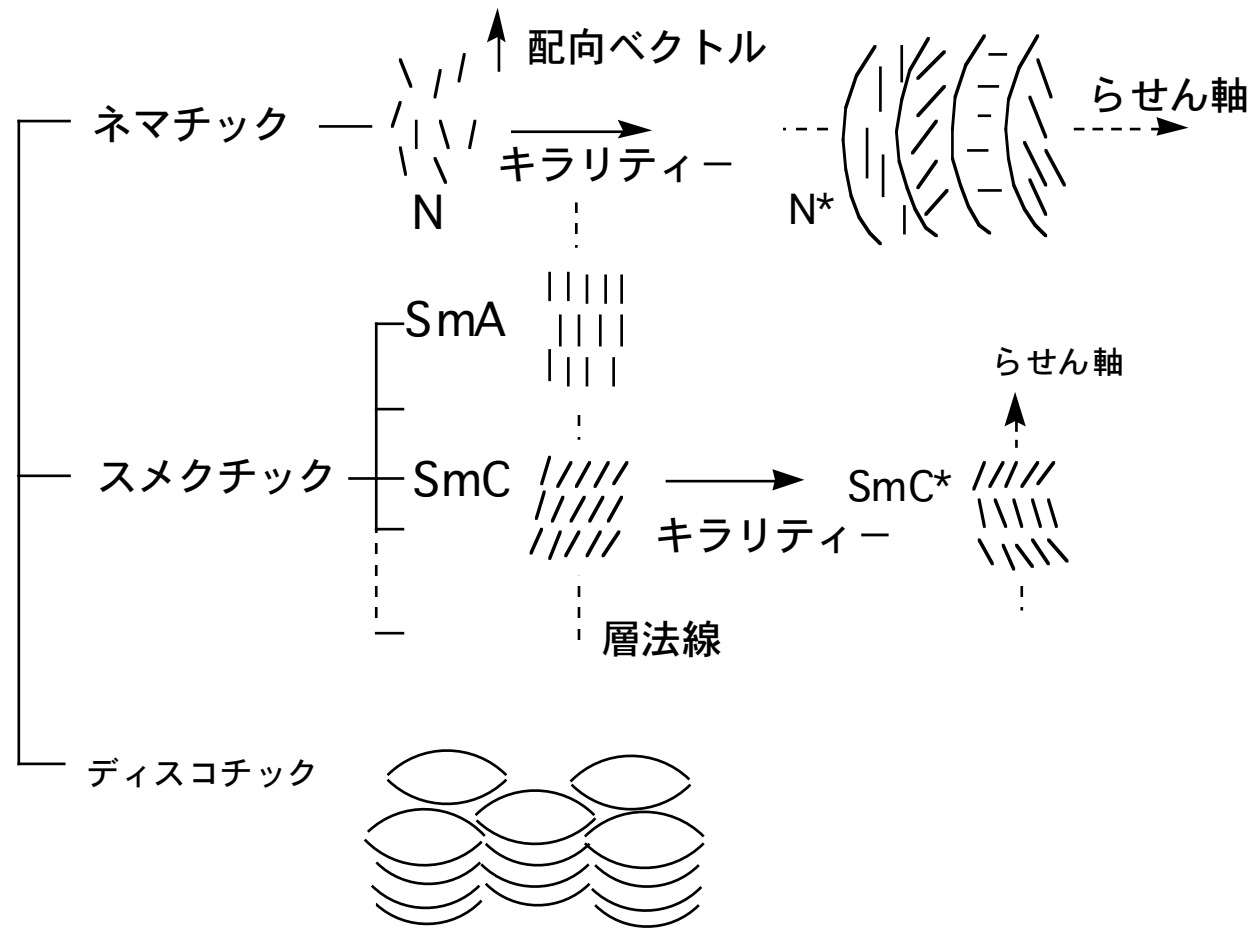 配向ベクトル
ネマチック
キラリティー
らせん軸
N
N*
SmA
らせん軸
スメクチック
SmC
SmC*
キラリティー
層法線
ディスコチック